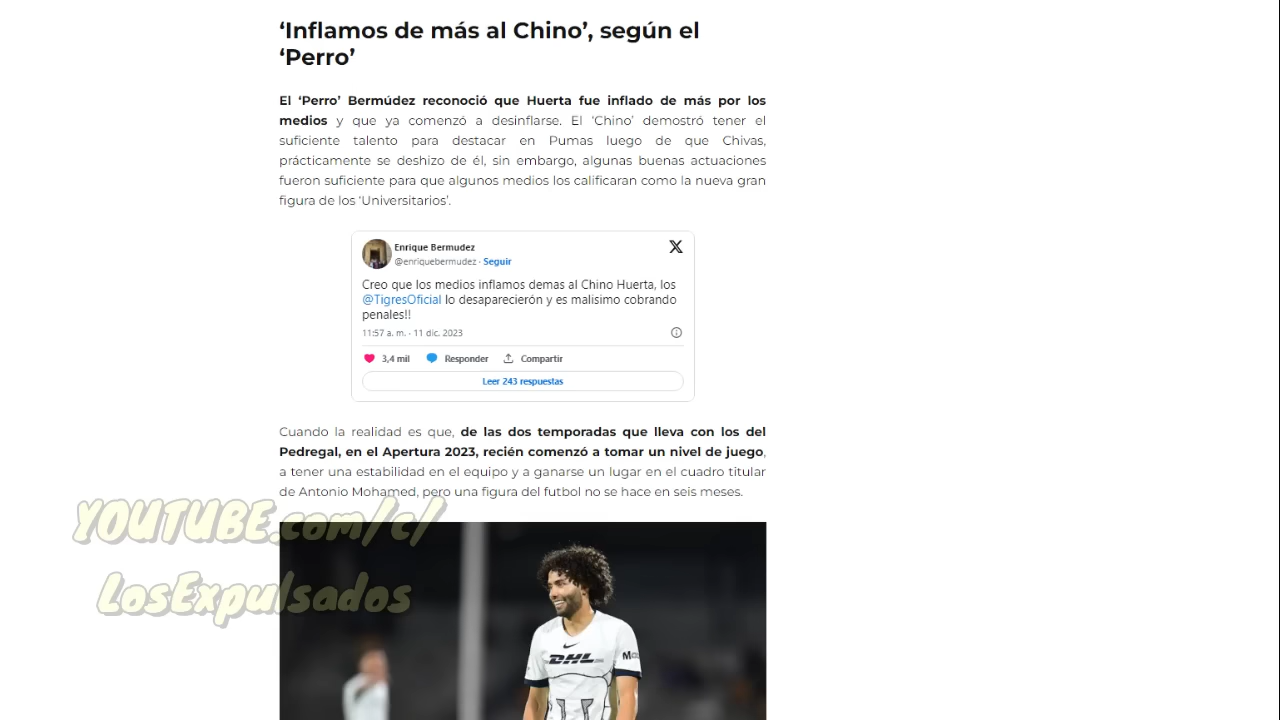 ‘Inflamos de más al Chino’, según el
‘Perro’
El ‘Perro’ Bermúdez reconoció que Huerta fue inflado de más por los
medios y que ya comenzó a desinflarse. El ‘Chino’ demostró tener el
suficiente talento para destacar en Pumas luego de que Chivas,
prácticamente se deshizo de él, sin embargo, algunas buenas actuaciones
fueron suficiente para que algunos medios los calificaran como la nueva gran
figura de los ‘Universitarios’.
Enrique Bermudez
@enriquebermudez · Seguir
Creo que los medios inflamos demas al Chino Huerta, los
@TigresOficial lo desaparecierón y es malisimo cobrando
penales!!
11:57 a. m. · 11 dic. 2023
3,4 mil Responder Compartir
Leer 243 respuestas
Cuando la realidad es que, de las dos temporadas que lleva con los del
Pedregal, en el Apertura 2023, recién comenzó a tomar un nivel de juego,
a tener una estabilidad en el equipo y a ganarse un lugar en el cuadro titular
de Antonio Mohamed, pero una figura del futbol no se hace en seis meses.
YOUTUBE.com/c/
LosExpulsados
DHL